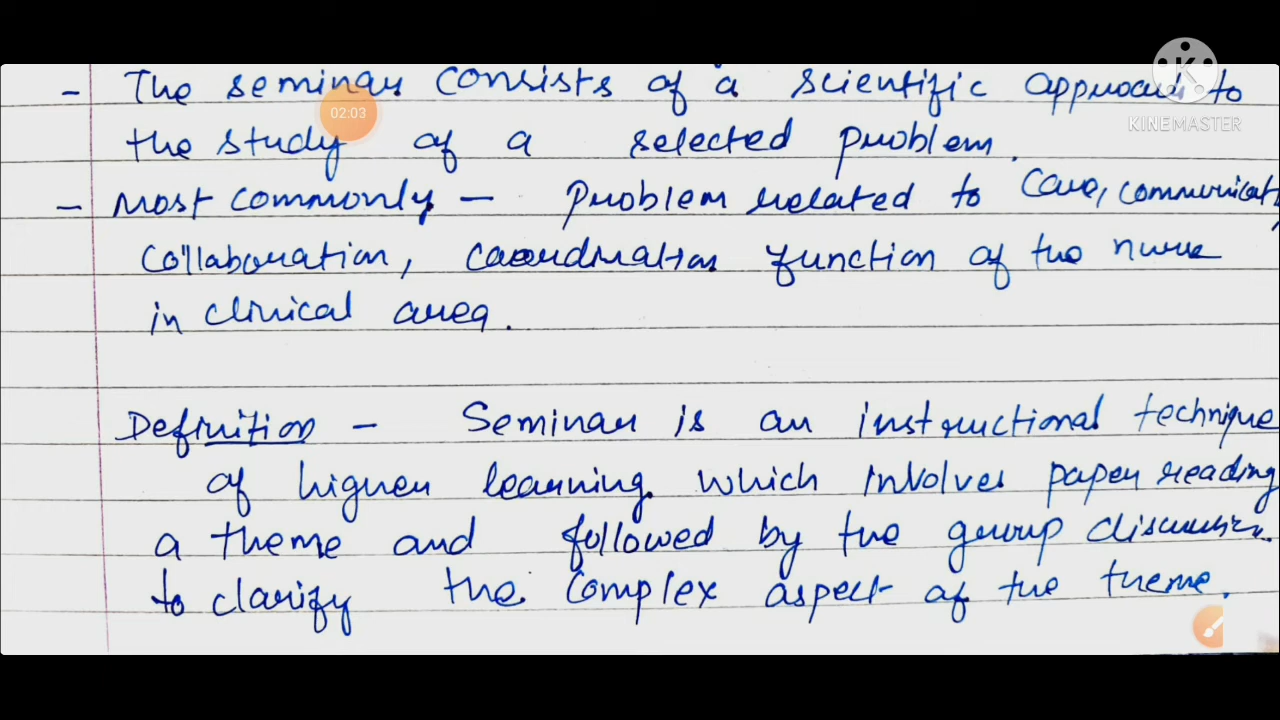 - The seminar consists of a scientific approach to
the study of a selected problem.
- Most commonly - Problem related to care, communicati
collaboration, coordination function of the nurse
in clinical area.
Definition - Seminar is an instructional technique
of higher learning which involves paper reading
a theme and followed by the group discussion
to clarify the complex aspect of the theme.
02:03
KINEMASTER